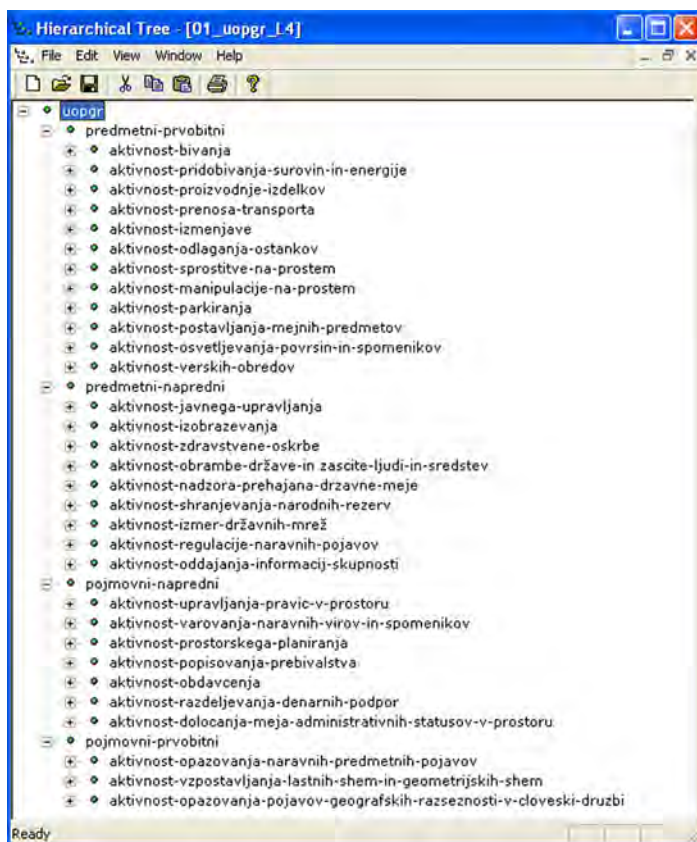 Hierarchical Tree - [01_uopgr_L4]
File Edit View Window Help
uopgr
predmetni-prvobitni
aktivnost-bivanja
aktivnost-pridobivanja-surovin-in-energije
aktivnost-proizvodnje-izdelkov
aktivnost-prenosa-transporta
aktivnost-izmenjave
aktivnost-odlaganja-ostankov
aktivnost-sprostitve-na-prostem
aktivnost-manipulacije-na-prostem
aktivnost-parkiranja
aktivnost-postavljanja-mejnih-predmetov
aktivnost-osvetljevanja-povrsin-in-spomenikov
aktivnost-verskih-obredov
predmetni-napredni
aktivnost-javnega-upravljanja
aktivnost-izobrazevanja
aktivnost-zdravstvene-oskrbe
aktivnost-obrambe-države-in zascite-ljudi-in-sredstev
aktivnost-nadzora-prehajana-drzavne-meje
aktivnost-shranjevanja-narodnih-rezerv
aktivnost-izmer-državnih-mrež
aktivnost-regulacije-naravnih-pojavov
aktivnost-oddajanja-informacij-skupnosti
pojmovni-napredni
aktivnost-upravljanja-pravic-v-prostoru
aktivnost-varovanja-naravnih-virov-in-spomenikov
aktivnost-prostorskega-planiranja
aktivnost-popisovanja-prebivalstva
aktivnost-obdavcenja
aktivnost-razdeljevanja-denarnih-podpor
aktivnost-dolocanja-meja-administrativnih-statusov-v-prostoru
pojmovni-prvobitni
aktivnost-opazovanja-naravnih-predmetnih-pojavov
aktivnost-vzpostavljanja-lastnih-shem-in-geometrijskih-shem
aktivnost-opazovanja-pojavov-geografskih-razseznosti-v-cloveski-druzbi
Ready